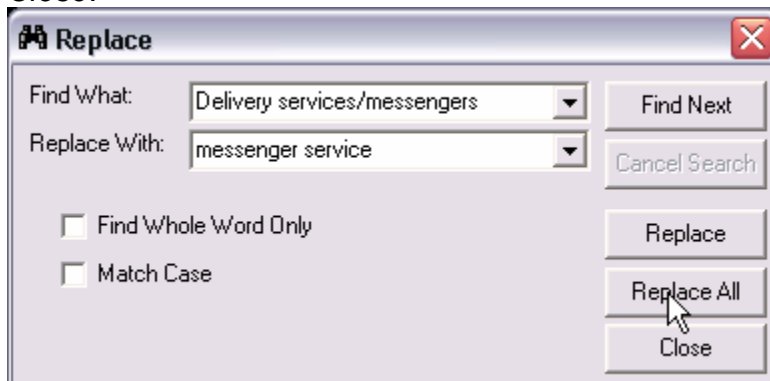 Close.
Replace
Find What: Delivery services/messengers Find Next
Replace With: messenger service
Cancel Search
Find Whole Word Only Replace
Match Case
Replace All
Close